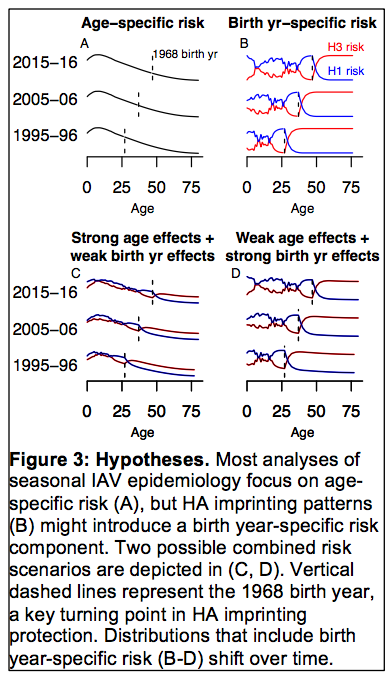 Age–specific risk
Birth yr–specific risk
A
1968 birth yr
B
H3 risk
H1 risk
2015–16
2005–06
1995–96
0 25 50 75
Age
0 25 50 75
Age
Strong age effects +
weak birth yr effects
Weak age effects +
strong birth yr effects
C
D
2015–16
2005–06
1995–96
0 25 50 75
Age
0 25 50 75
Age
Figure 3: Hypotheses. Most analyses of
seasonal IAV epidemiology focus on age-
specific risk (A), but HA imprinting patterns
(B) might introduce a birth year-specific risk
component. Two possible combined risk
scenarios are depicted in (C, D). Vertical
dashed lines represent the 1968 birth year,
a key turning point in HA imprinting
protection. Distributions that include birth
year-specific risk (B-D) shift over time.